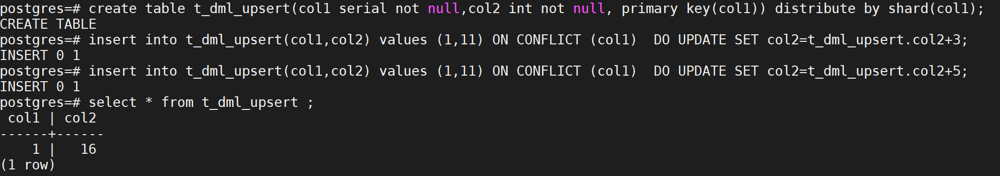 postgres=# create table t_dml_upsert(col1 serial not null,col2 int not null, primary key(col1)) distribute by shard(col1);
CREATE TABLE
postgres=# insert into t_dml_upsert(col1,col2) values (1,11) ON CONFLICT (col1)  DO UPDATE SET col2=t_dml_upsert.col2+3;
INSERT 0 1
postgres=# insert into t_dml_upsert(col1,col2) values (1,11) ON CONFLICT (col1)  DO UPDATE SET col2=t_dml_upsert.col2+5;
INSERT 0 1
postgres=# select * from t_dml_upsert ;
 col1 | col2
------+------
    1 |   16
(1 row)